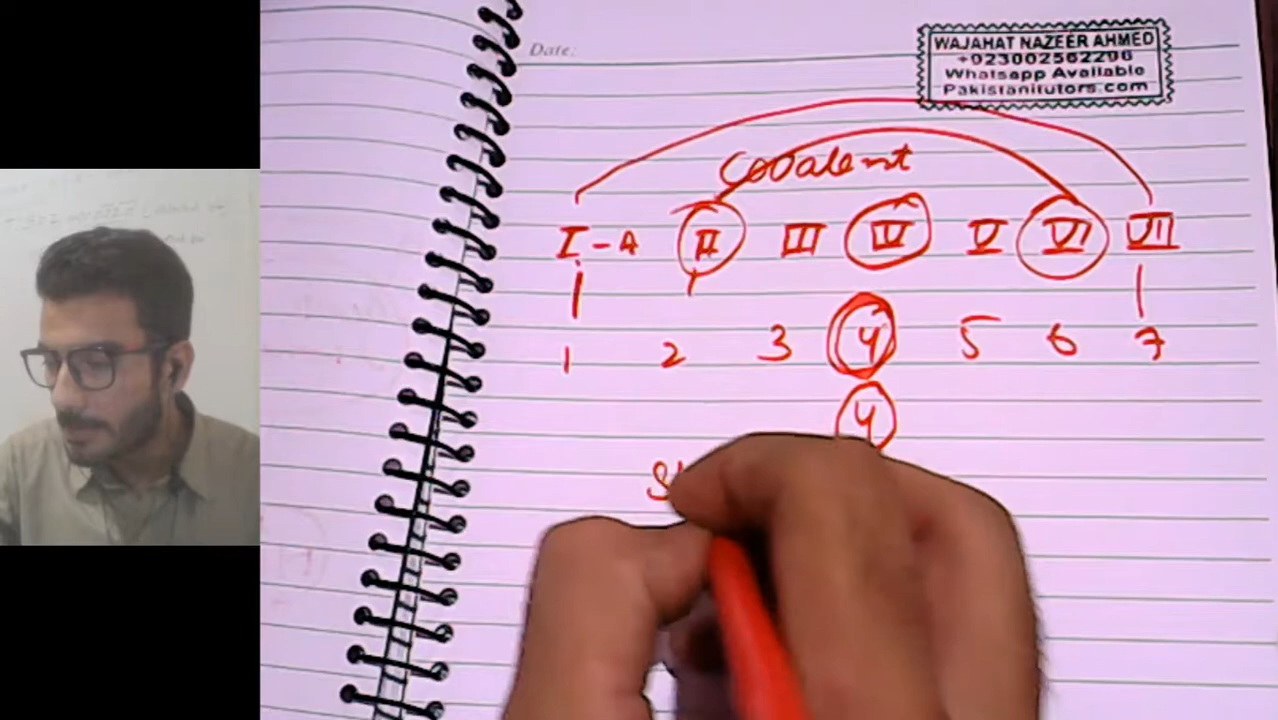 Date:
WAJAHAT NAZEER AHMED
+923002562296
Whatsapp Available
Pakistanitutors.com
Covalent
I-A II III IV V VI VII
1 2 3 4 5 6 7
4